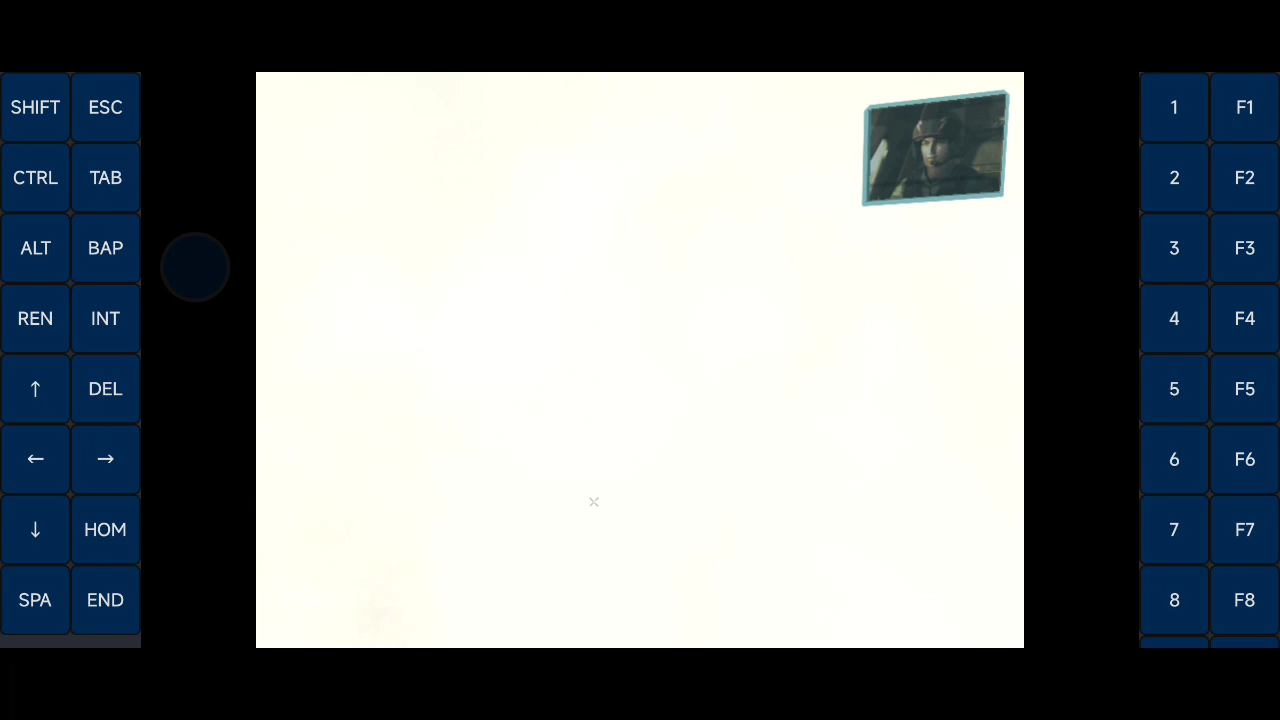 SHIFT ESC
CTRL TAB
ALT BAP
REN INT
↑ DEL
← →
↓ HOM
SPA END
1 F1
2 F2
3 F3
4 F4
5 F5
6 F6
7 F7
8 F8